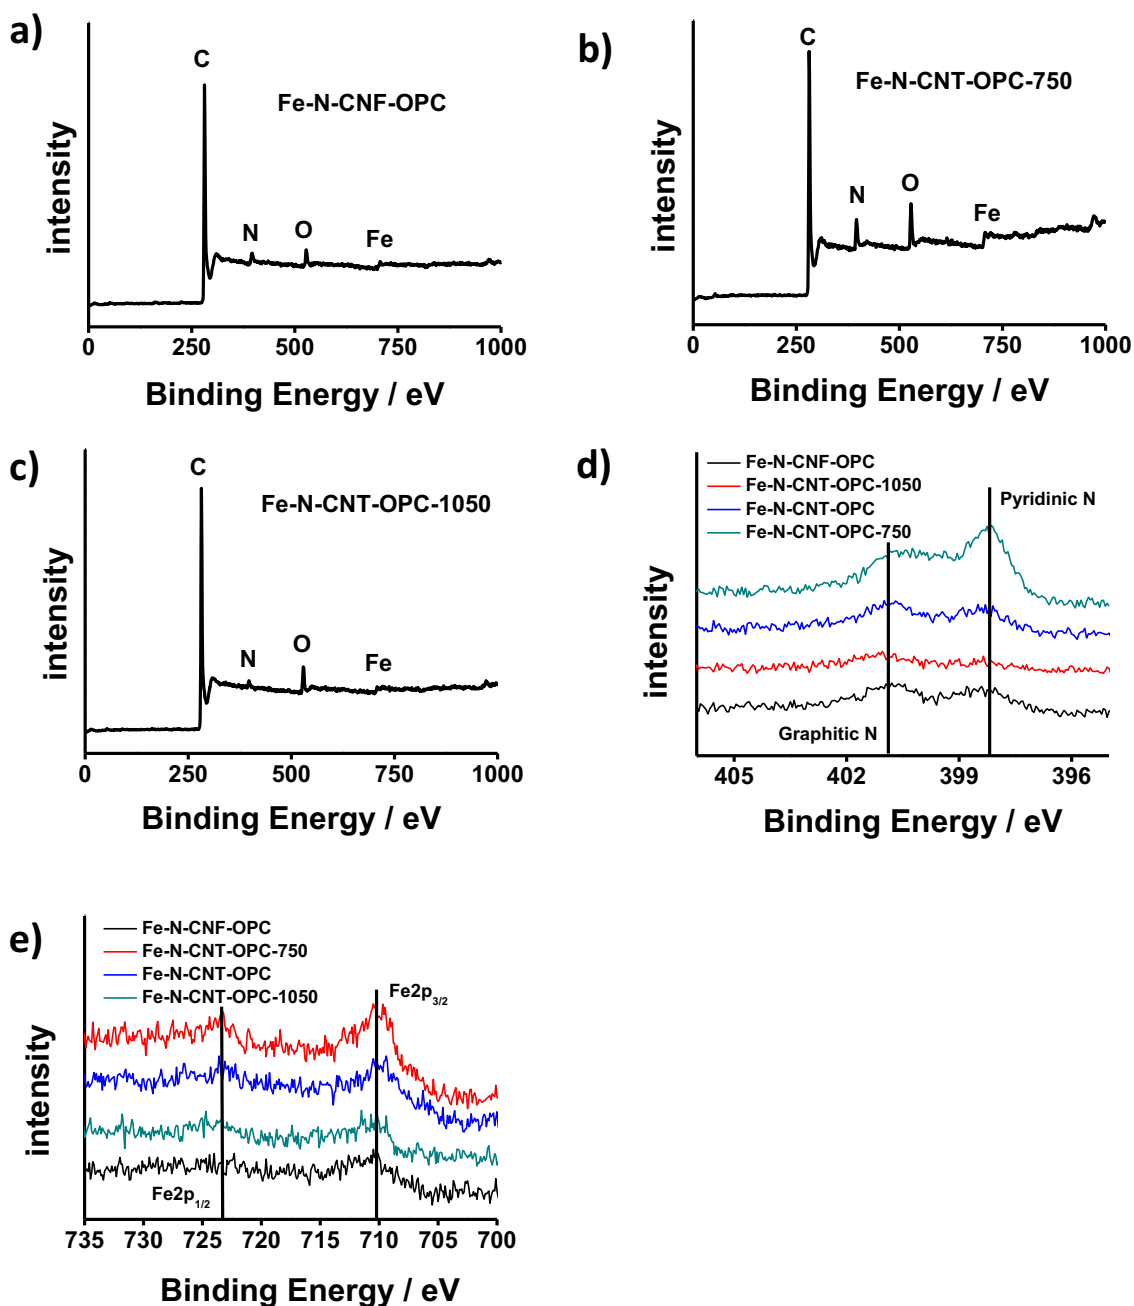 a)
C
Fe-N-CNF-OPC
N
O
Fe
intensity
0 250 500 750 1000
Binding Energy / eV
b)
C
Fe-N-CNT-OPC-750
N
O
Fe
intensity
0 250 500 750 1000
Binding Energy / eV
c)
C
Fe-N-CNT-OPC-1050
N
O
Fe
intensity
0 250 500 750 1000
Binding Energy / eV
d)
Fe-N-CNF-OPC
Fe-N-CNT-OPC-1050
Fe-N-CNT-OPC
Fe-N-CNT-OPC-750
Pyridinic N
Graphitic N
intensity
405 402 399 396
Binding Energy / eV
e)
Fe-N-CNF-OPC
Fe-N-CNT-OPC-750
Fe-N-CNT-OPC
Fe-N-CNT-OPC-1050
Fe2p3/2
Fe2p1/2
intensity
735 730 725 720 715 710 705 700
Binding Energy / eV